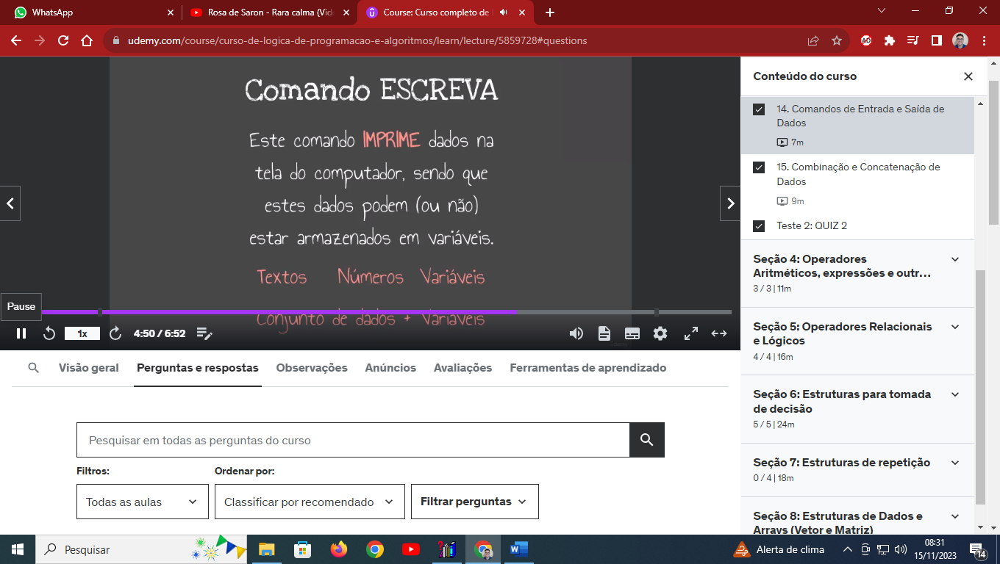 WhatsApp
Rosa de Saron - Rara calma (Vid
Course: Curso completo de
udemy.com/course/curso-de-logica-de-programacao-e-algoritmos/learn/lecture/5859728#questions
Comando ESCREVA
Este comando IMPRIME dados na
tela do computador, sendo que
estes dados podem (ou não)
estar armazenados em variáveis.
Textos Números Variáveis
Conjunto de dados + Variáveis
Pause
1x
4:50 / 6:52
Conteúdo do curso
14. Comandos de Entrada e Saída de
Dados
7m
15. Combinação e Concatenação de
Dados
9m
Teste 2: QUIZ 2
Seção 4: Operadores
Aritméticos, expressões e outr…
3 / 3 | 11m
Seção 5: Operadores Relacionais
e Lógicos
4 / 4 | 16m
Seção 6: Estruturas para tomada
de decisão
5 / 5 | 24m
Seção 7: Estruturas de repetição
0 / 4 | 18m
Seção 8: Estruturas de Dados e
Arrays (Vetor e Matriz)
Visão geral
Perguntas e respostas
Observações
Anúncios
Avaliações
Ferramentas de aprendizado
Pesquisar em todas as perguntas do curso
Filtros:
Ordenar por:
Todas as aulas
Classificar por recomendado
Filtrar perguntas
Pesquisar
Alerta de clima
08:31
15/11/2023
14